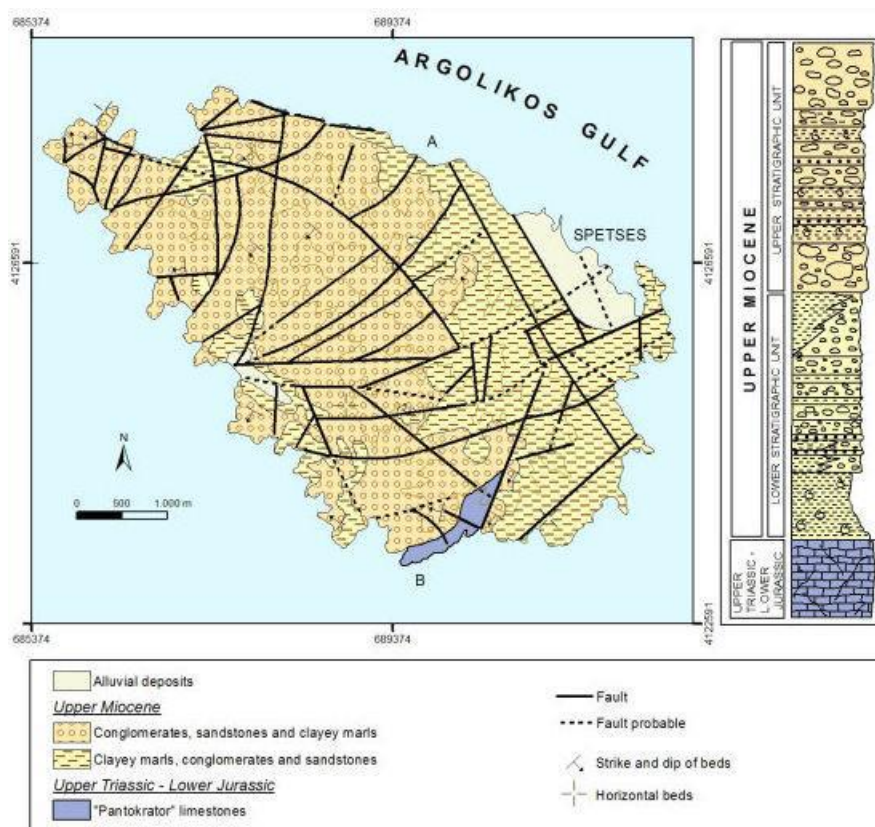 685374
689374
ARGOLIKOS GULF
A
SPETSES
4126591
4126591
N
0 500 1.000 m
B
685374
689374
4122591
UPPER MIOCENE
UPPER STRATIGRAPHIC UNIT
LOWER STRATIGRAPHIC UNIT
UPPER TRIASSIC -
LOWER
JURASSIC
Alluvial deposits
Upper Miocene
Conglomerates, sandstones and clayey marls
Clayey marls, conglomerates and sandstones
Upper Triassic - Lower Jurassic
"Pantokrator" limestones
Fault
Fault probable
Strike and dip of beds
Horizontal beds